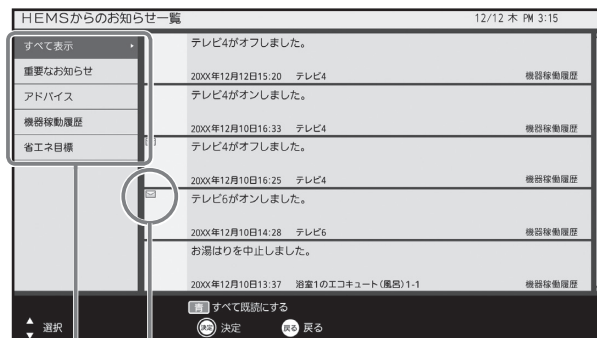 HEMSからのお知らせ一覧
12/12 木 PM 3:15
すべて表示
重要なお知らせ
アドバイス
機器稼動履歴
省エネ目標
テレビ4がオフしました。
20XX年12月12日15:20 テレビ4 機器稼動履歴
テレビ4がオンしました。
20XX年12月10日16:33 テレビ4 機器稼動履歴
テレビ4がオフしました。
20XX年12月10日16:25 テレビ4 機器稼動履歴
テレビ6がオンしました。
20XX年12月10日14:28 テレビ6 機器稼動履歴
お湯はりを中止しました。
20XX年12月10日13:37 浴室1のエコキュート(風呂)1-1 機器稼動履歴
青 すべて既読にする
選択 決定 決定 戻る 戻る